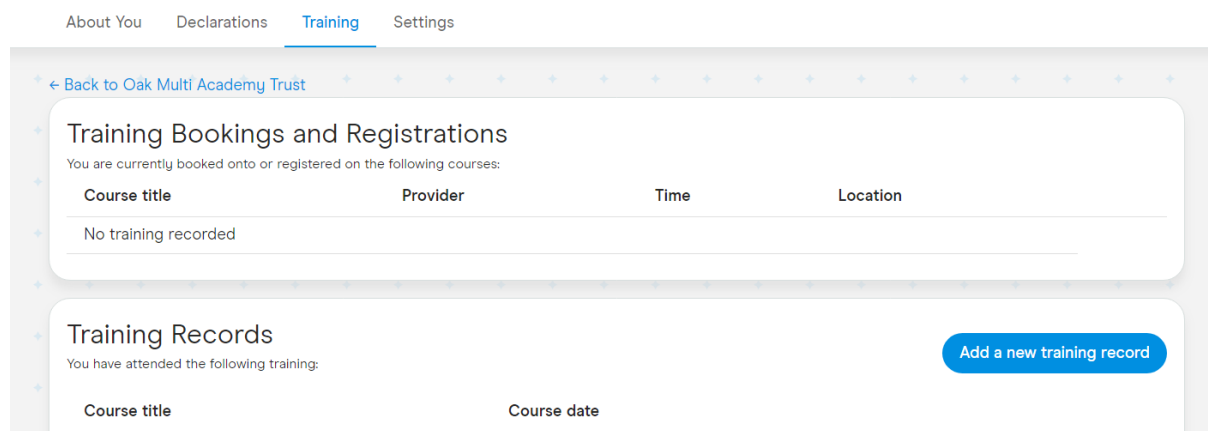 About You Declarations Training Settings
← Back to Oak Multi Academy Trust
Training Bookings and Registrations
You are currently booked onto or registered on the following courses:
Course title Provider Time Location
No training recorded
Training Records
You have attended the following training:
Add a new training record
Course title Course date